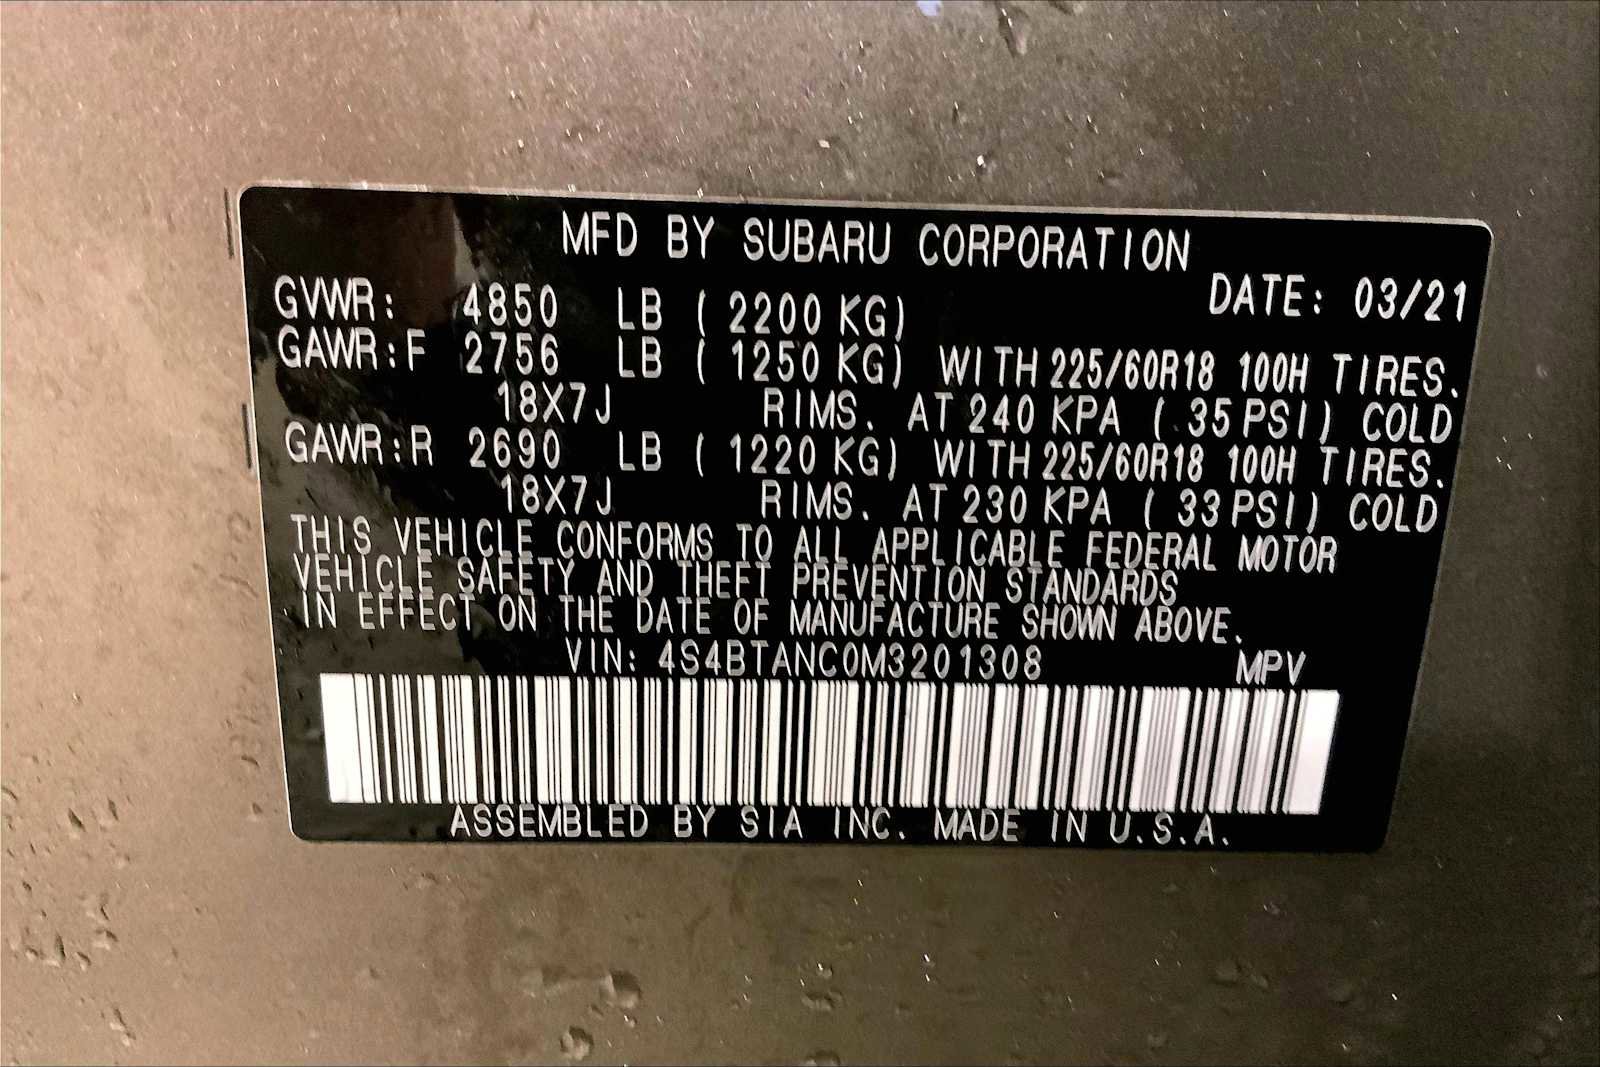 MFD BY SUBARU CORPORATION
DATE: 03/21
GVWR: 4850 LB ( 2200 KG)
GAWR:F 2756 LB ( 1250 KG) WITH 225/60R18 100H TIRES.
18X7J RIMS. AT 240 KPA ( 35 PSI) COLD
GAWR:R 2690 LB ( 1220 KG) WITH 225/60R18 100H TIRES.
18X7J RIMS. AT 230 KPA ( 33 PSI) COLD
THIS VEHICLE CONFORMS TO ALL APPLICABLE FEDERAL MOTOR
VEHICLE SAFETY AND THEFT PREVENTION STANDARDS
IN EFFECT ON THE DATE OF MANUFACTURE SHOWN ABOVE.
VIN: 4S4BTANC0M3201308 MPV
ASSEMBLED BY SIA INC. MADE IN U.S.A.